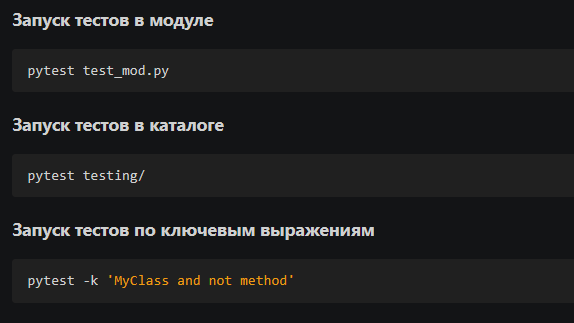 Запуск тестов в модуле
pytest test_mod.py
Запуск тестов в каталоге
pytest testing/
Запуск тестов по ключевым выражениям
pytest -k 'MyClass and not method'